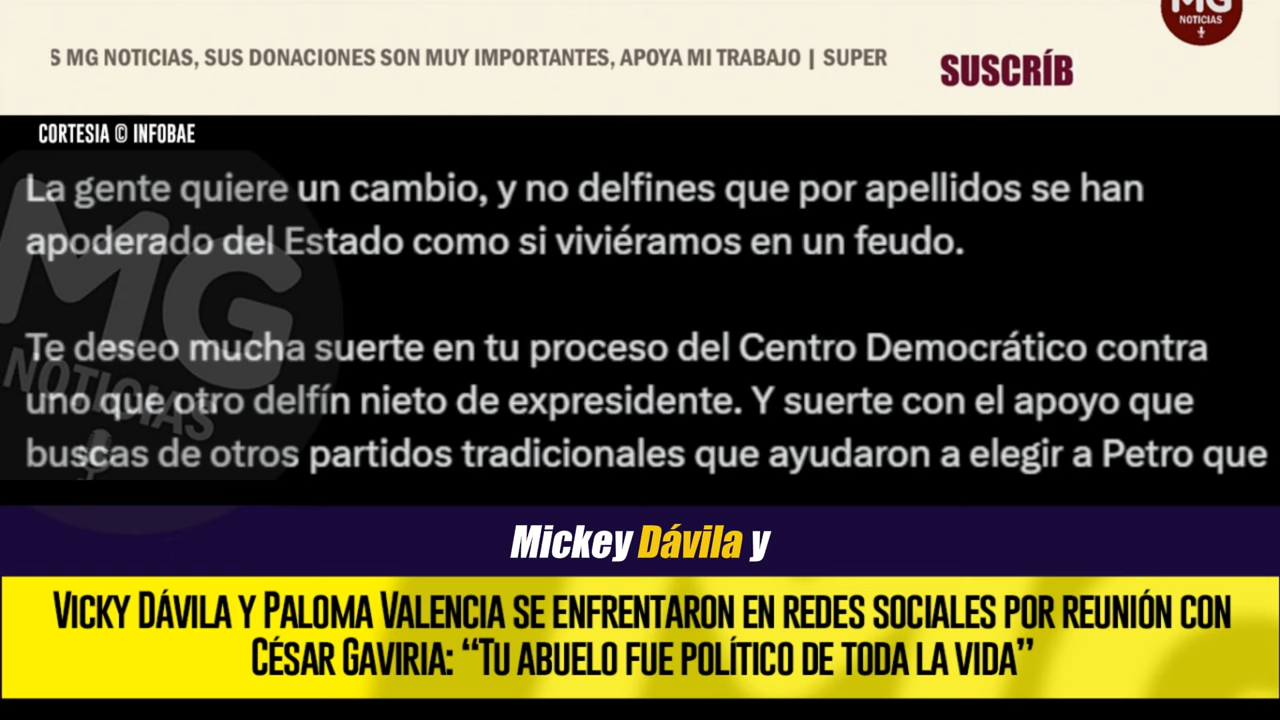 S MG NOTICIAS, SUS DONACIONES SON MUY IMPORTANTES, APOYA MI TRABAJO | SUPER
SUSCRÍB
MG
NOTICIAS
CORTESIA © INFOBAE
La gente quiere un cambio, y no delfines que por apellidos se han
apoderado del Estado como si viviéramos en un feudo.
Te deseo mucha suerte en tu proceso del Centro Democrático contra
uno que otro delfín nieto de expresidente. Y suerte con el apoyo que
buscas de otros partidos tradicionales que ayudaron a elegir a Petro que
MG
NOTICIAS
Mickey Dávila y
VICKY DÁVILA Y PALOMA VALENCIA SE ENFRENTARON EN REDES SOCIALES POR REUNIÓN CON
CÉSAR GAVIRIA: “TU ABUELO FUE POLÍTICO DE TODA LA VIDA”